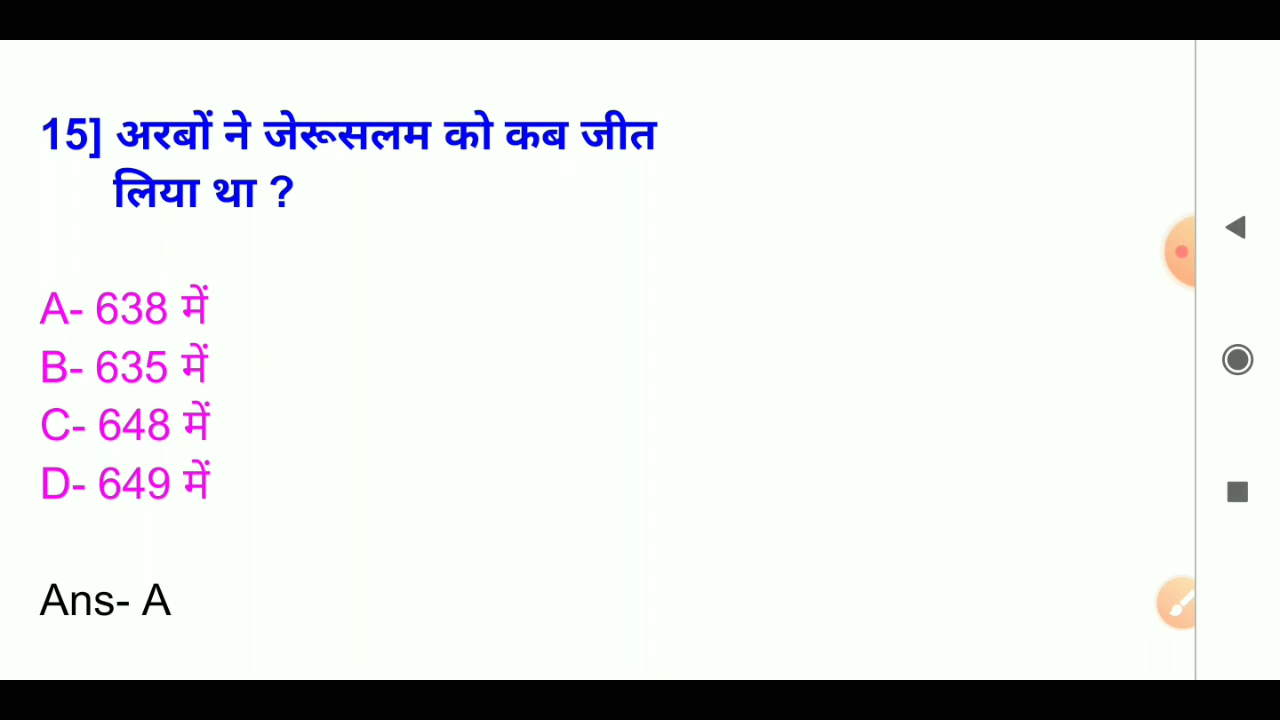 15] अरबों ने जेरूसलम को कब जीत
लिया था ?
A- 638 में
B- 635 में
C- 648 में
D- 649 में
Ans- A